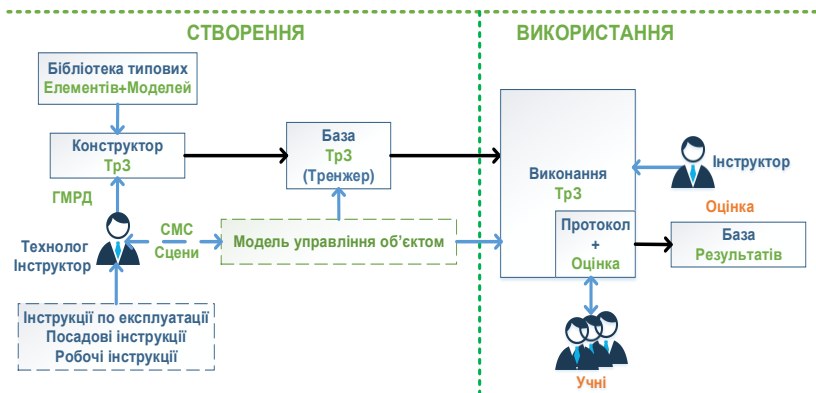 СТВОРЕННЯ
ВИКОРИСТАННЯ
Бібліотека типових
Елементів+Моделей
Конструктор
ТрЗ
База
ТрЗ
(Тренжер)
Виконання
ТрЗ
Інструктор
ГМРД
Оцінка
Технолог
Інструктор
СМС
Сцени
Модель управління об’єктом
Протокол
+
Оцінка
База
Результатів
Інструкції по експлуатації
Посадові інструкції
Робочі інструкції
Учні